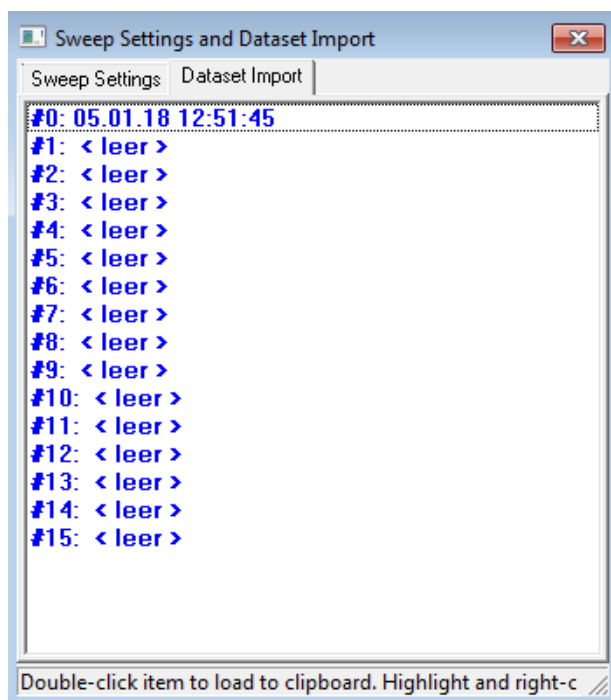 Sweep Settings and Dataset Import
Sweep Settings Dataset Import
#0: 05.01.18 12:51:45
#1: < leer >
#2: < leer >
#3: < leer >
#4: < leer >
#5: < leer >
#6: < leer >
#7: < leer >
#8: < leer >
#9: < leer >
#10: < leer >
#11: < leer >
#12: < leer >
#13: < leer >
#14: < leer >
#15: < leer >
Double-click item to load to clipboard. Highlight and right-c